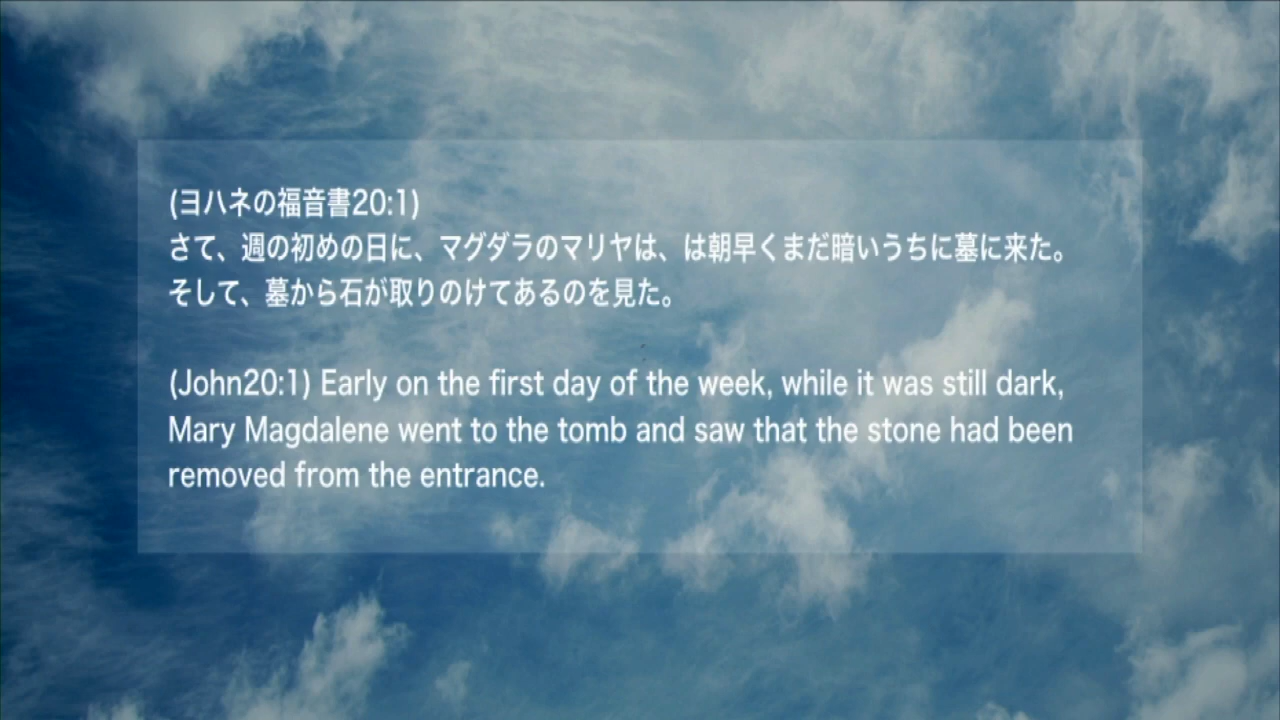 (ヨハネの福音書20:1)
さて、週の初めの日に、マグダラのマリヤは、は朝早くまだ暗いうちに墓に来た。
そして、墓から石が取りのけてあるのを見た。
(John20:1) Early on the first day of the week, while it was still dark,
Mary Magdalene went to the tomb and saw that the stone had been
removed from the entrance.